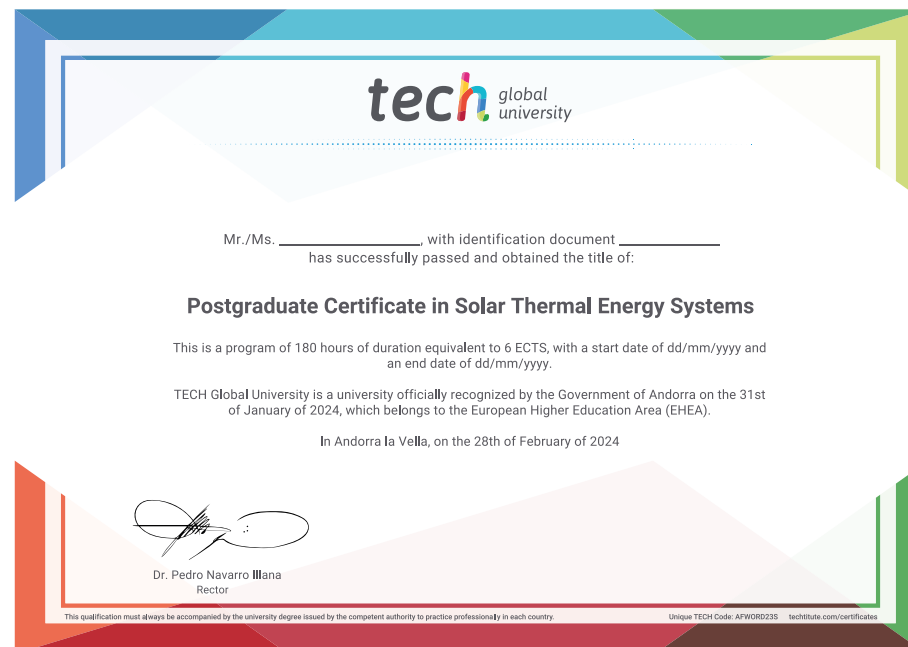 tech global university
Mr./Ms. ____________________, with identification document ______________
has successfully passed and obtained the title of:
Postgraduate Certificate in Solar Thermal Energy Systems
This is a program of 180 hours of duration equivalent to 6 ECTS, with a start date of dd/mm/yyyy and
an end date of dd/mm/yyyy.
TECH Global University is a university officially recognized by the Government of Andorra on the 31st
of January of 2024, which belongs to the European Higher Education Area (EHEA).
In Andorra la Vella, on the 28th of February of 2024
Dr. Pedro Navarro Illana
Rector
This qualification must always be accompanied by the university degree issued by the competent authority to practice professionally in each country.
Unique TECH Code: AFWORD23S techtitute.com/certificates